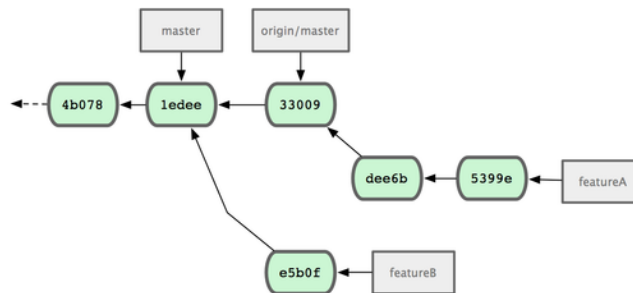 master
origin/master
4b078
1edee
33009
dee6b
5399e
featureA
e5b0f
featureB